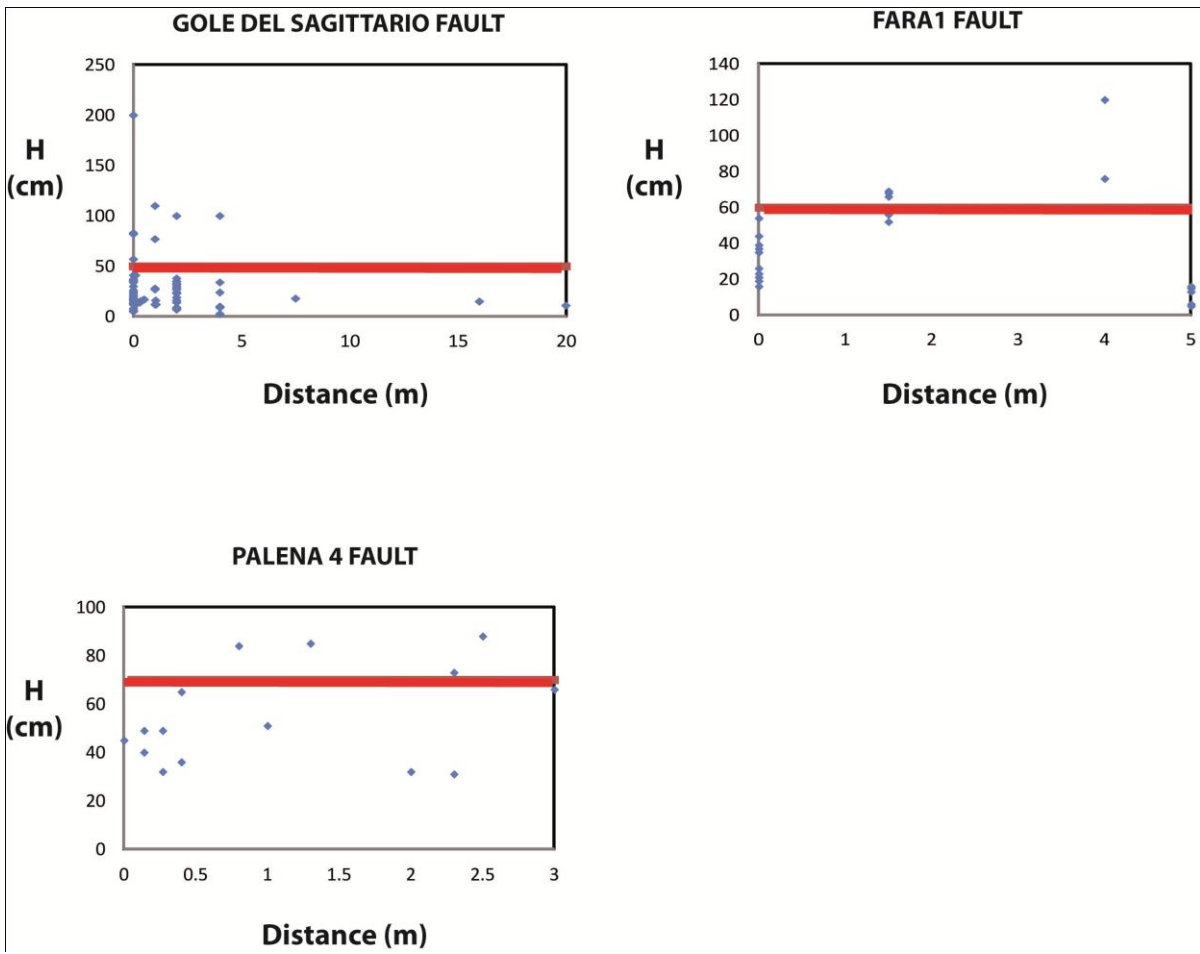 GOLE DEL SAGITTARIO FAULT
250
200
150
100
50
0
H
(cm)
0 5 10 15 20
Distance (m)
FARA1 FAULT
140
120
100
80
60
40
20
0
H
(cm)
0 1 2 3 4 5
Distance (m)
PALENA 4 FAULT
100
80
60
40
20
0
H
(cm)
0 0.5 1 1.5 2 2.5 3
Distance (m)